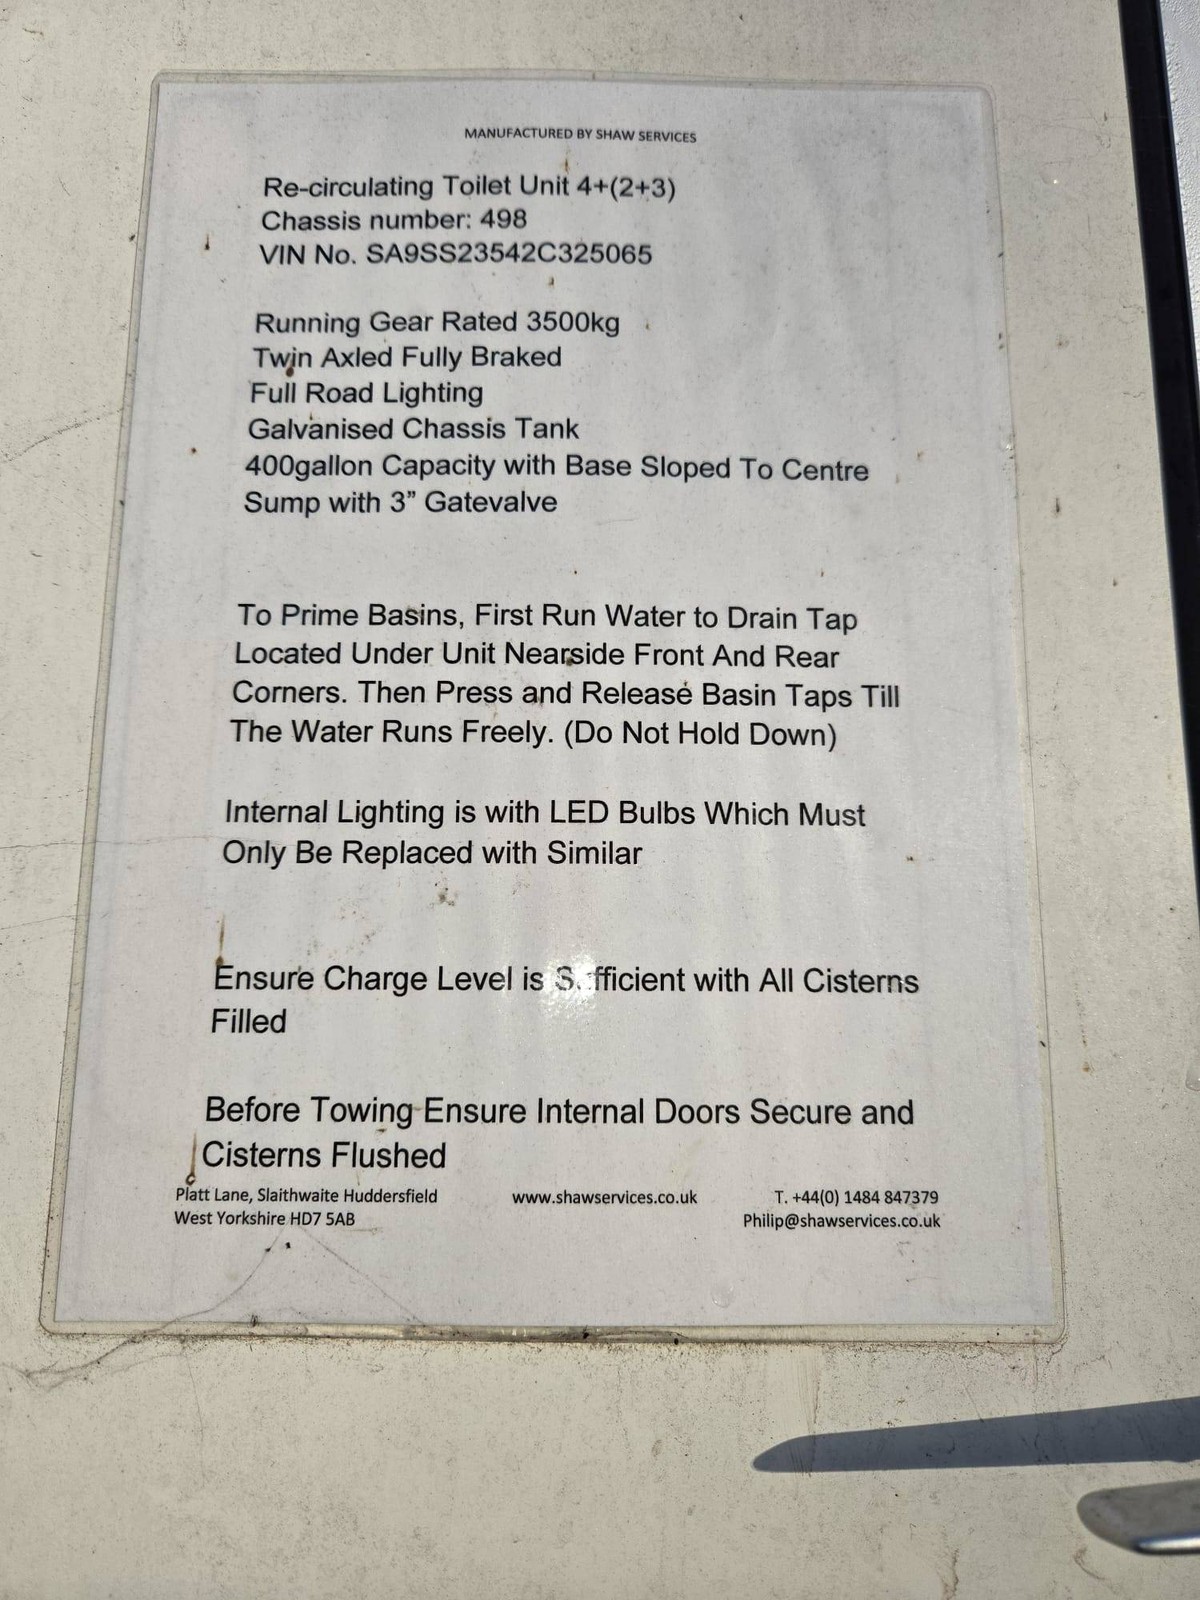 MANUFACTURED BY SHAW SERVICES
Re-circulating Toilet Unit 4+(2+3)
Chassis number: 498
VIN No. SA9SS23542C325065
Running Gear Rated 3500kg
Twin Axled Fully Braked
Full Road Lighting
Galvanised Chassis Tank
400gallon Capacity with Base Sloped To Centre
Sump with 3” Gatevalve
To Prime Basins, First Run Water to Drain Tap
Located Under Unit Nearside Front And Rear
Corners. Then Press and Release Basin Taps Till
The Water Runs Freely. (Do Not Hold Down)
Internal Lighting is with LED Bulbs Which Must
Only Be Replaced with Similar
Ensure Charge Level is Sufficient with All Cisterns
Filled
Before Towing Ensure Internal Doors Secure and
Cisterns Flushed
Platt Lane, Slaithwaite Huddersfield www.shawservices.co.uk T. +44(0) 1484 847379
West Yorkshire HD7 5AB Philip@shawservices.co.uk